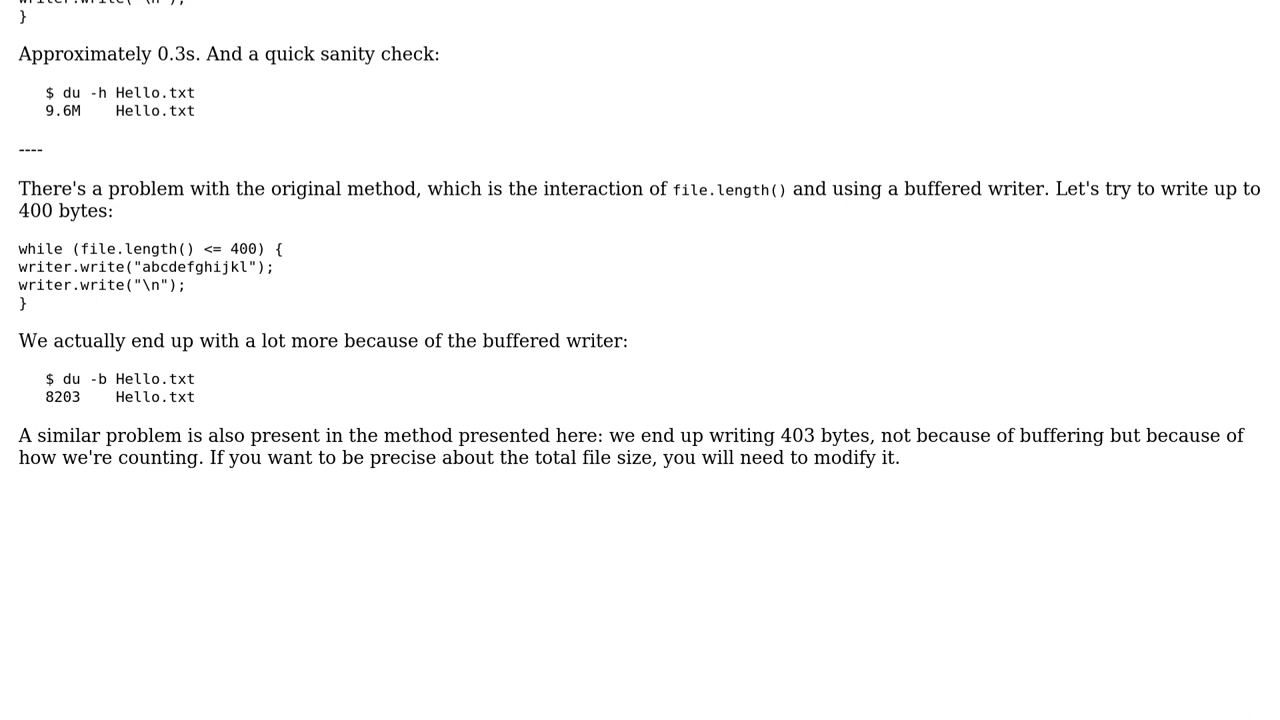 writer.write("\n");
}
Approximately 0.3s. And a quick sanity check:
$ du -h Hello.txt
9.6M    Hello.txt
----
There's a problem with the original method, which is the interaction of file.length() and using a buffered writer. Let's try to write up to
400 bytes:
while (file.length() <= 400) {
writer.write("abcdefghijkl");
writer.write("\n");
}
We actually end up with a lot more because of the buffered writer:
$ du -b Hello.txt
8203    Hello.txt
A similar problem is also present in the method presented here: we end up writing 403 bytes, not because of buffering but because of
how we're counting. If you want to be precise about the total file size, you will need to modify it.